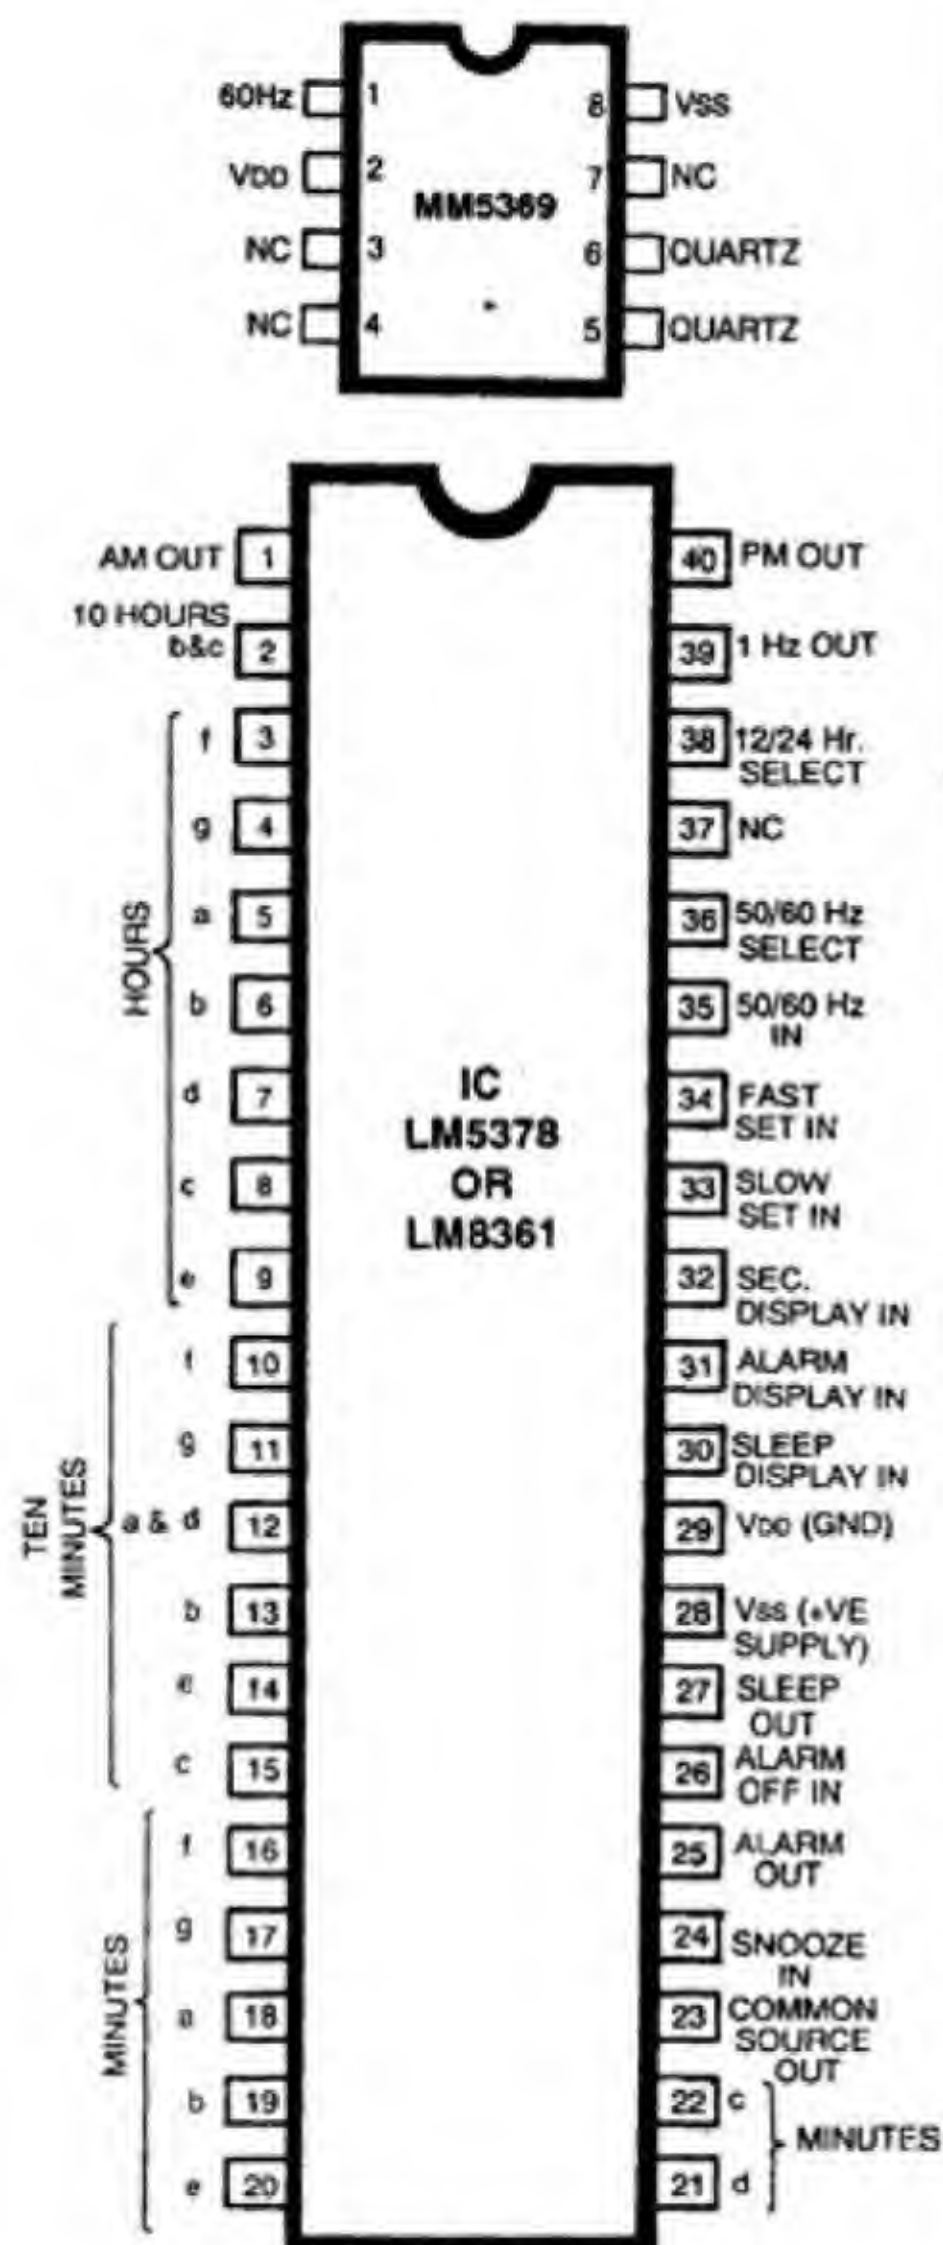 60Hz 1 8 VSS
VDD 2 7 NC
MM5369
NC 3 6 QUARTZ
NC 4 5 QUARTZ
AM OUT 1 40 PM OUT
10 HOURS
b&c 2 39 1 Hz OUT
f 3 38 12/24 Hr.
SELECT
g 4 37 NC
HOURS
a 5 36 50/60 Hz
SELECT
b 6 35 50/60 Hz
IN
IC
LM5378
OR
LM8361
d 7 34 FAST
SET IN
c 8 33 SLOW
SET IN
e 9 32 SEC.
DISPLAY IN
f 10 31 ALARM
DISPLAY IN
g 11 30 SLEEP
DISPLAY IN
TEN
MINUTES
a & d 12 29 VDD (GND)
b 13 28 VSS (+VE
SUPPLY)
e 14 27 SLEEP
OUT
c 15 26 ALARM
OFF IN
f 16 25 ALARM
OUT
g 17 24 SNOOZE
IN
MINUTES
a 18 23 COMMON
SOURCE
OUT
b 19 22 c
MINUTES
e 20 21 d